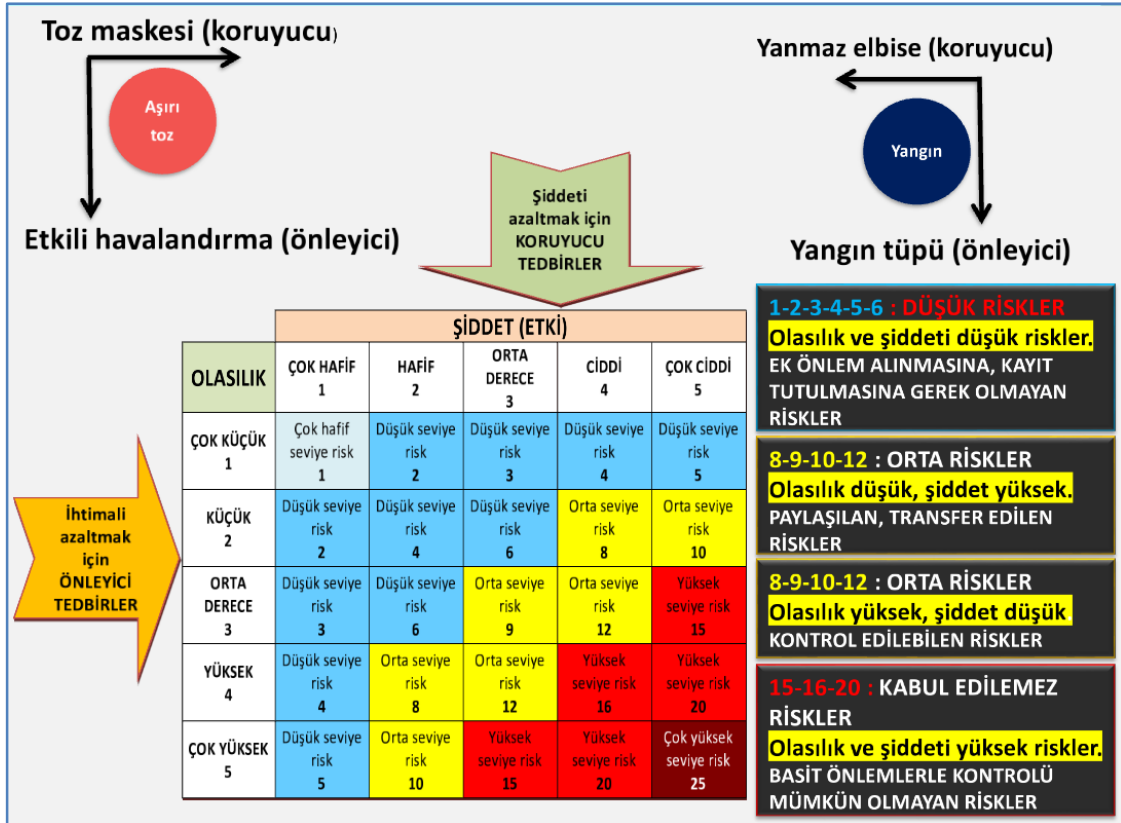 Toz maskesi (koruyucu)
Aşırı
toz
Etkili havalandırma (önleyici)
Yanmaz elbise (koruyucu)
Yangın
Yangın tüpü (önleyici)
Şiddeti
azaltmak için
KORUYUCU
TEDBİRLER
İhtimali
azaltmak
için
ÖNLEYİCİ
TEDBİRLER
ŞİDDET (ETKİ)
OLASILIK
ÇOK HAFİF
1
HAFİF
2
ORTA
DERECE
3
CİDDİ
4
ÇOK CİDDİ
5
ÇOK KÜÇÜK
1
Çok hafif
seviye risk
1
Düşük seviye
risk
2
Düşük seviye
risk
3
Düşük seviye
risk
4
Düşük seviye
risk
5
KÜÇÜK
2
Düşük seviye
risk
2
Düşük seviye
risk
4
Düşük seviye
risk
6
Orta seviye
risk
8
Orta seviye
risk
10
ORTA
DERECE
3
Düşük seviye
risk
3
Düşük seviye
risk
6
Orta seviye
risk
9
Orta seviye
risk
12
Yüksek
seviye risk
15
YÜKSEK
4
Düşük seviye
risk
4
Orta seviye
risk
8
Orta seviye
risk
12
Yüksek
seviye risk
16
Yüksek
seviye risk
20
ÇOK YÜKSEK
5
Düşük seviye
risk
5
Orta seviye
risk
10
Yüksek
seviye risk
15
Yüksek
seviye risk
20
Çok yüksek
seviye risk
25
1-2-3-4-5-6 : DÜŞÜK RİSKLER
Olasılık ve şiddeti düşük riskler.
EK ÖNLEM ALINMASINA, KAYIT
TUTULMASINA GEREK OLMAYAN
RİSKLER
8-9-10-12 : ORTA RİSKLER
Olasılık düşük, şiddet yüksek.
PAYLAŞILAN, TRANSFER EDİLEN
RİSKLER
8-9-10-12 : ORTA RİSKLER
Olasılık yüksek, şiddet düşük
KONTROL EDİLEBİLEN RİSKLER
15-16-20 : KABUL EDİLEMEZ
RİSKLER
Olasılık ve şiddeti yüksek riskler.
BASİT ÖNLEMLERLE KONTROLÜ
MÜMKÜN OLMAYAN RİSKLER